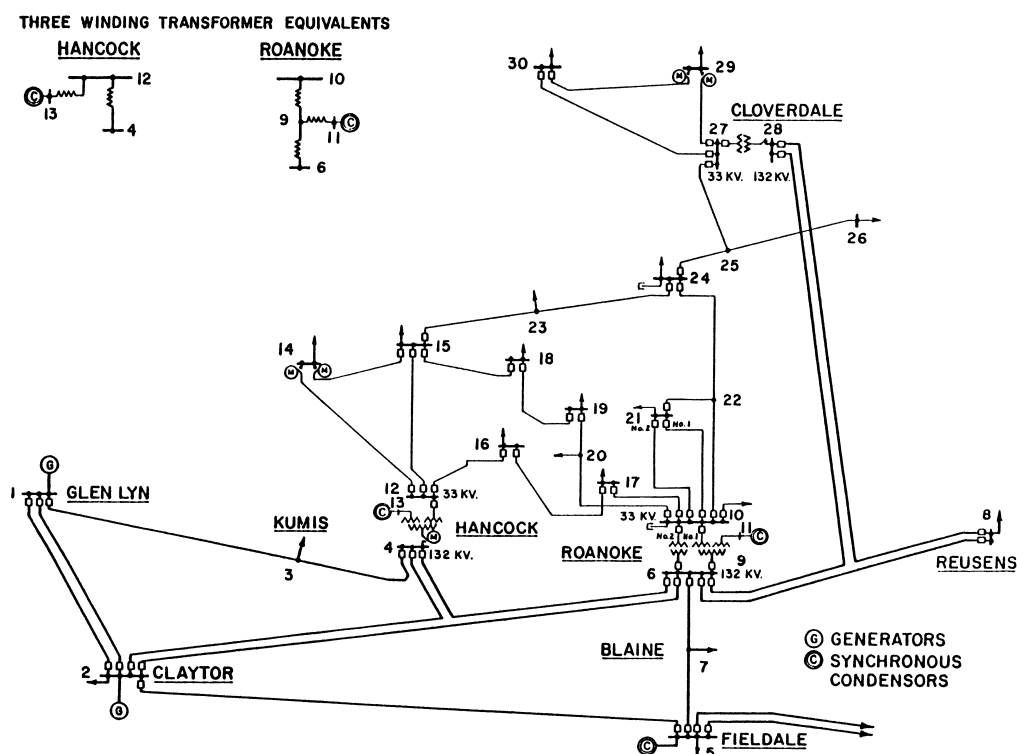 THREE WINDING TRANSFORMER EQUIVALENTS
HANCOCK
ROANOKE
12
C
13
4
10
9
C
11
6
30
29
M
M
CLOVERDALE
27
28
33 KV.
132 KV.
26
25
24
23
14
M
M
15
18
19
22
21
No. 2
No. 1
16
20
17
1
G
GLEN LYN
12
33 KV.
13
C
HANCOCK
M
4
132 KV.
KUMIS
3
33 KV.
10
11
C
No. 2
No. 1
ROANOKE
9
6
132 KV.
8
REUSENS
2
CLAYTOR
G
BLAINE
7
G GENERATORS
C SYNCHRONOUS
CONDENSORS
C
FIELDALE
5